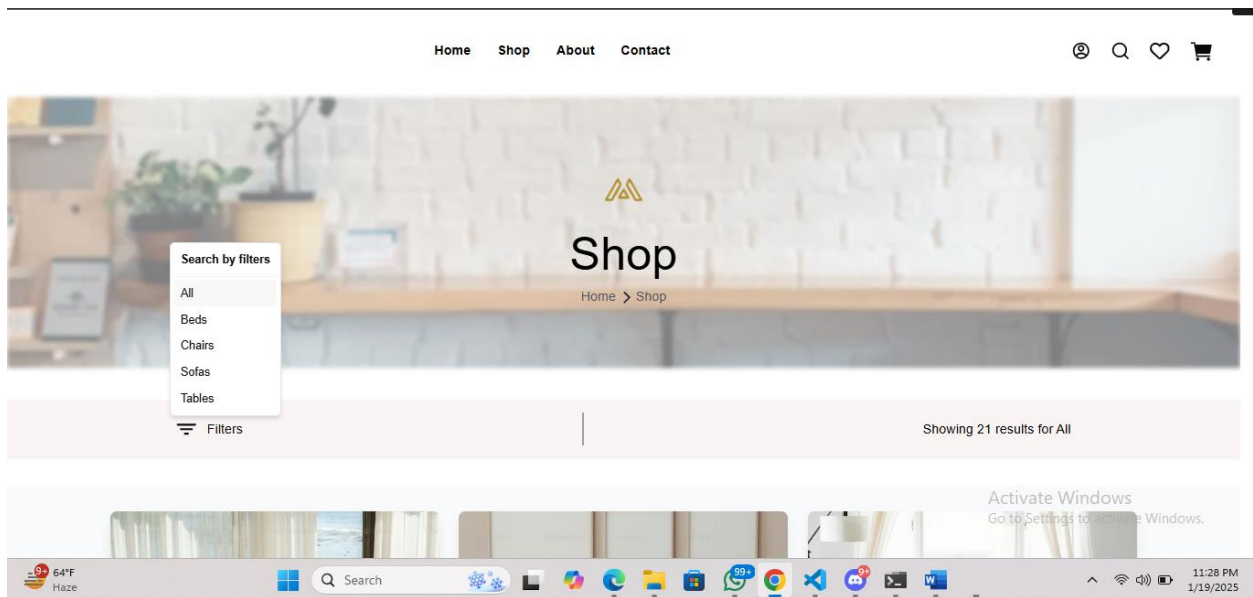 Home Shop About Contact
Shop
Home > Shop
Search by filters
All
Beds
Chairs
Sofas
Tables
Filters
Showing 21 results for All
Activate Windows
Go to Settings to activate Windows.
9+
64°F
Haze
Search
99+
9+
11:28 PM
1/19/2025